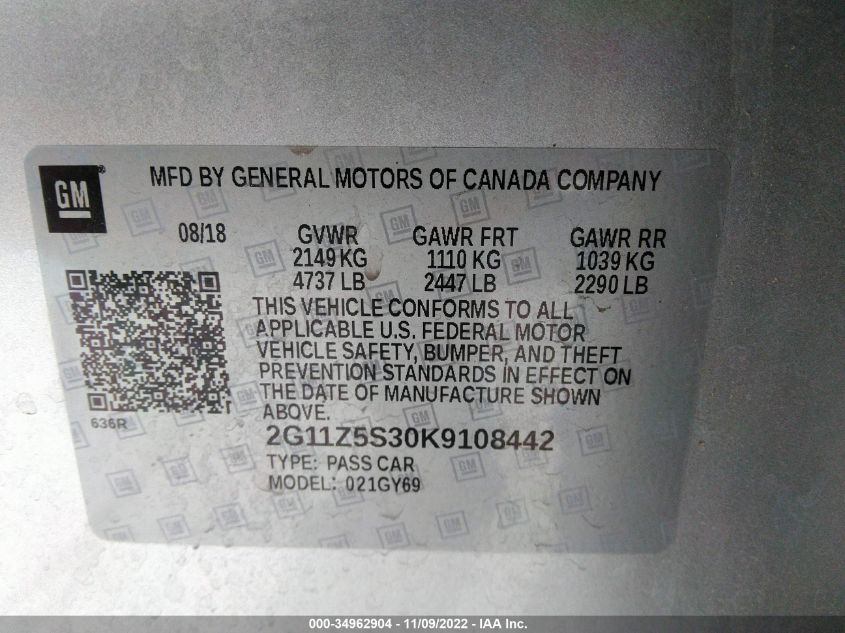 GM
MFD BY GENERAL MOTORS OF CANADA COMPANY
08/18 GVWR GAWR FRT GAWR RR
2149 KG 1110 KG 1039 KG
4737 LB 2447 LB 2290 LB
THIS VEHICLE CONFORMS TO ALL
APPLICABLE U.S. FEDERAL MOTOR
VEHICLE SAFETY, BUMPER, AND THEFT
PREVENTION STANDARDS IN EFFECT ON
THE DATE OF MANUFACTURE SHOWN
ABOVE.
636R
2G11Z5S30K9108442
TYPE: PASS CAR
MODEL: 021GY69
000-34962904 - 11/09/2022 - IAA Inc.